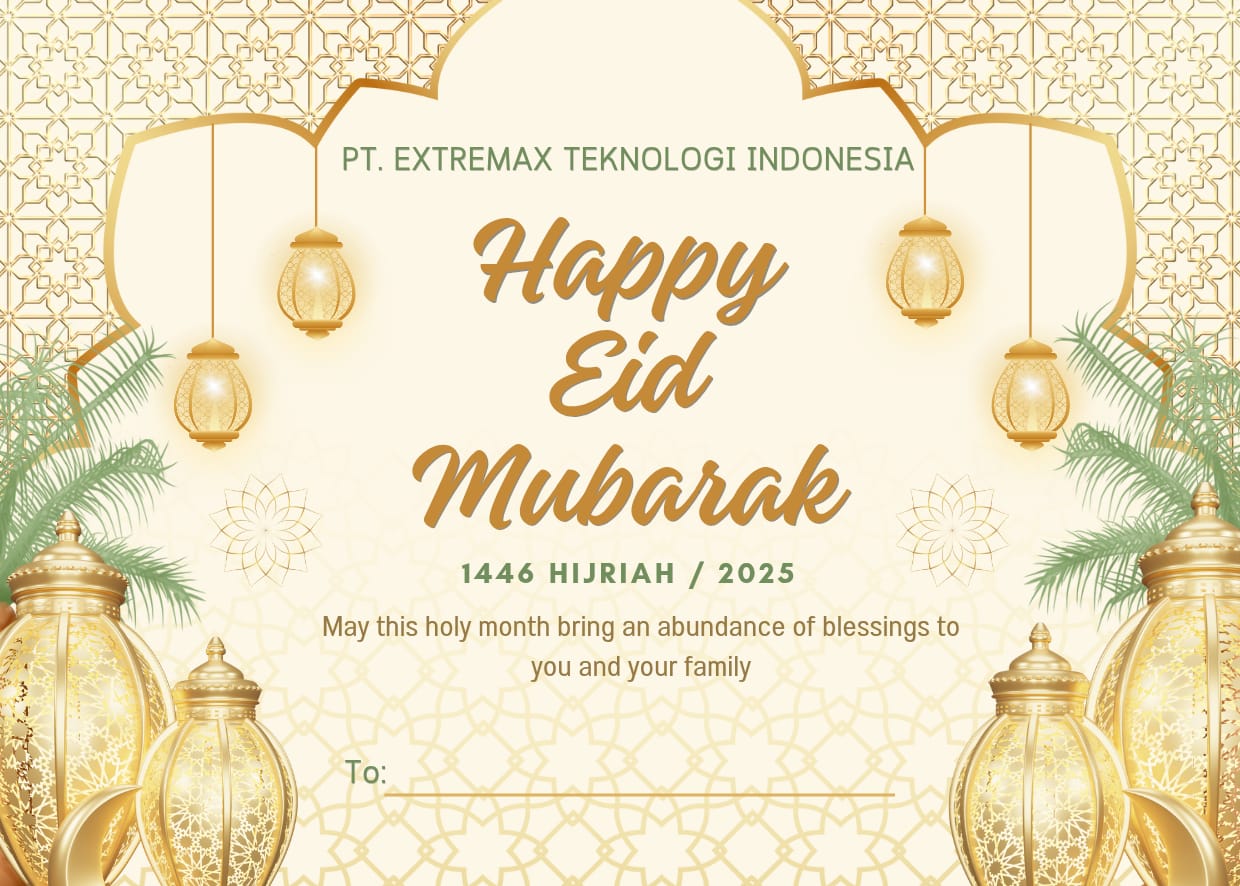 PT. EXTREMAX TEKNOLOGI INDONESIA
Happy
Eid
Mubarak
1446 HIJRIAH / 2025
May this holy month bring an abundance of blessings to
you and your family
To: